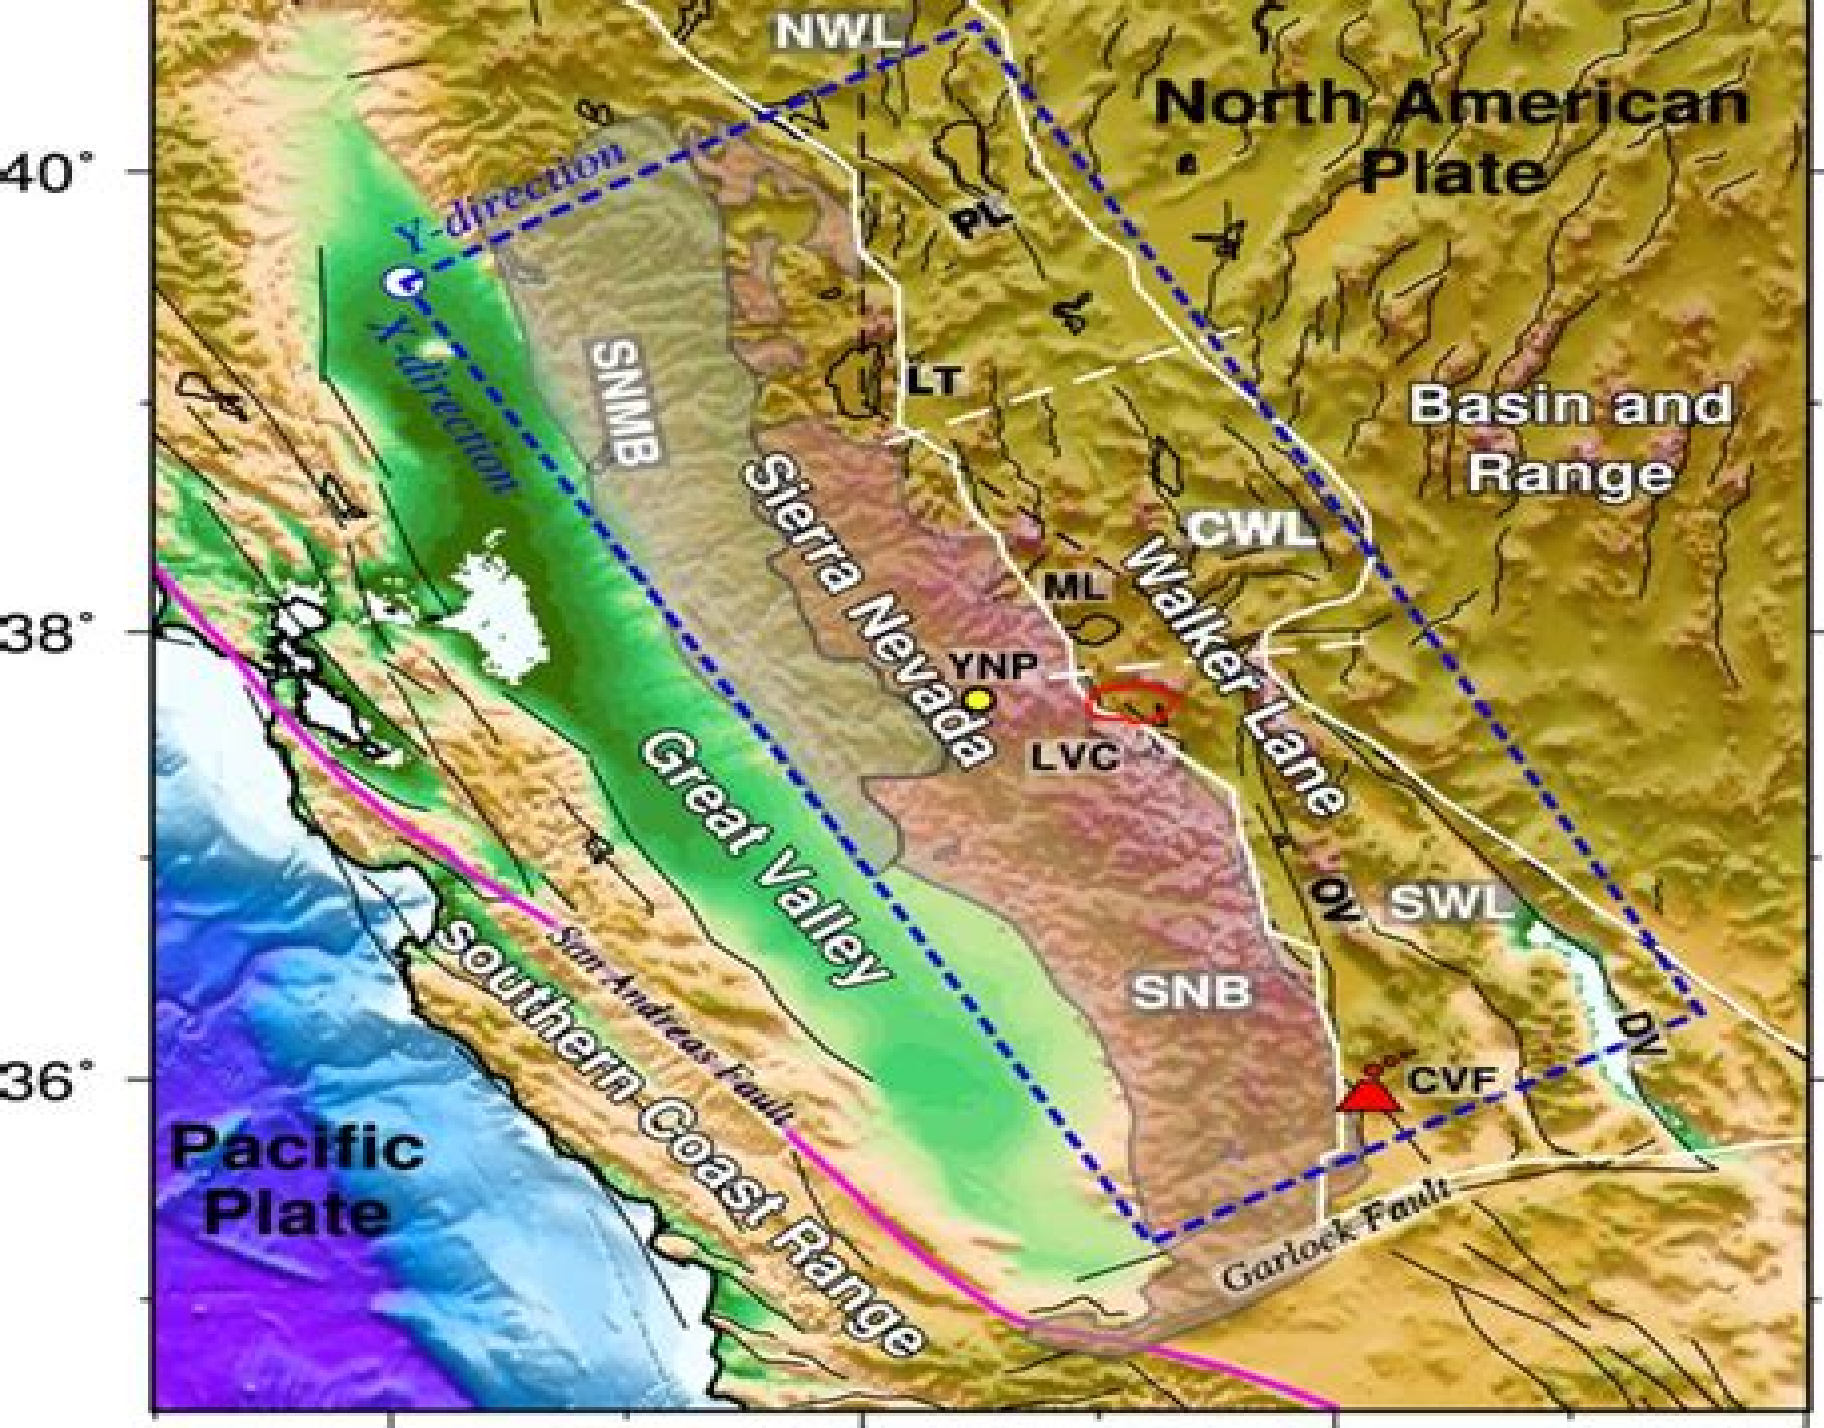 NWL
North American
Plate
40°
Y-direction
PL
X-direction
SNMB
LT
Basin and
Range
Sierra Nevada
CWL
Walker Lane
ML
38°
YNP
LVC
Great Valley
OV
SWL
southern Coast Range
San Andreas Fault
SNB
DV
36°
CVF
Pacific
Plate
Garlock Fault